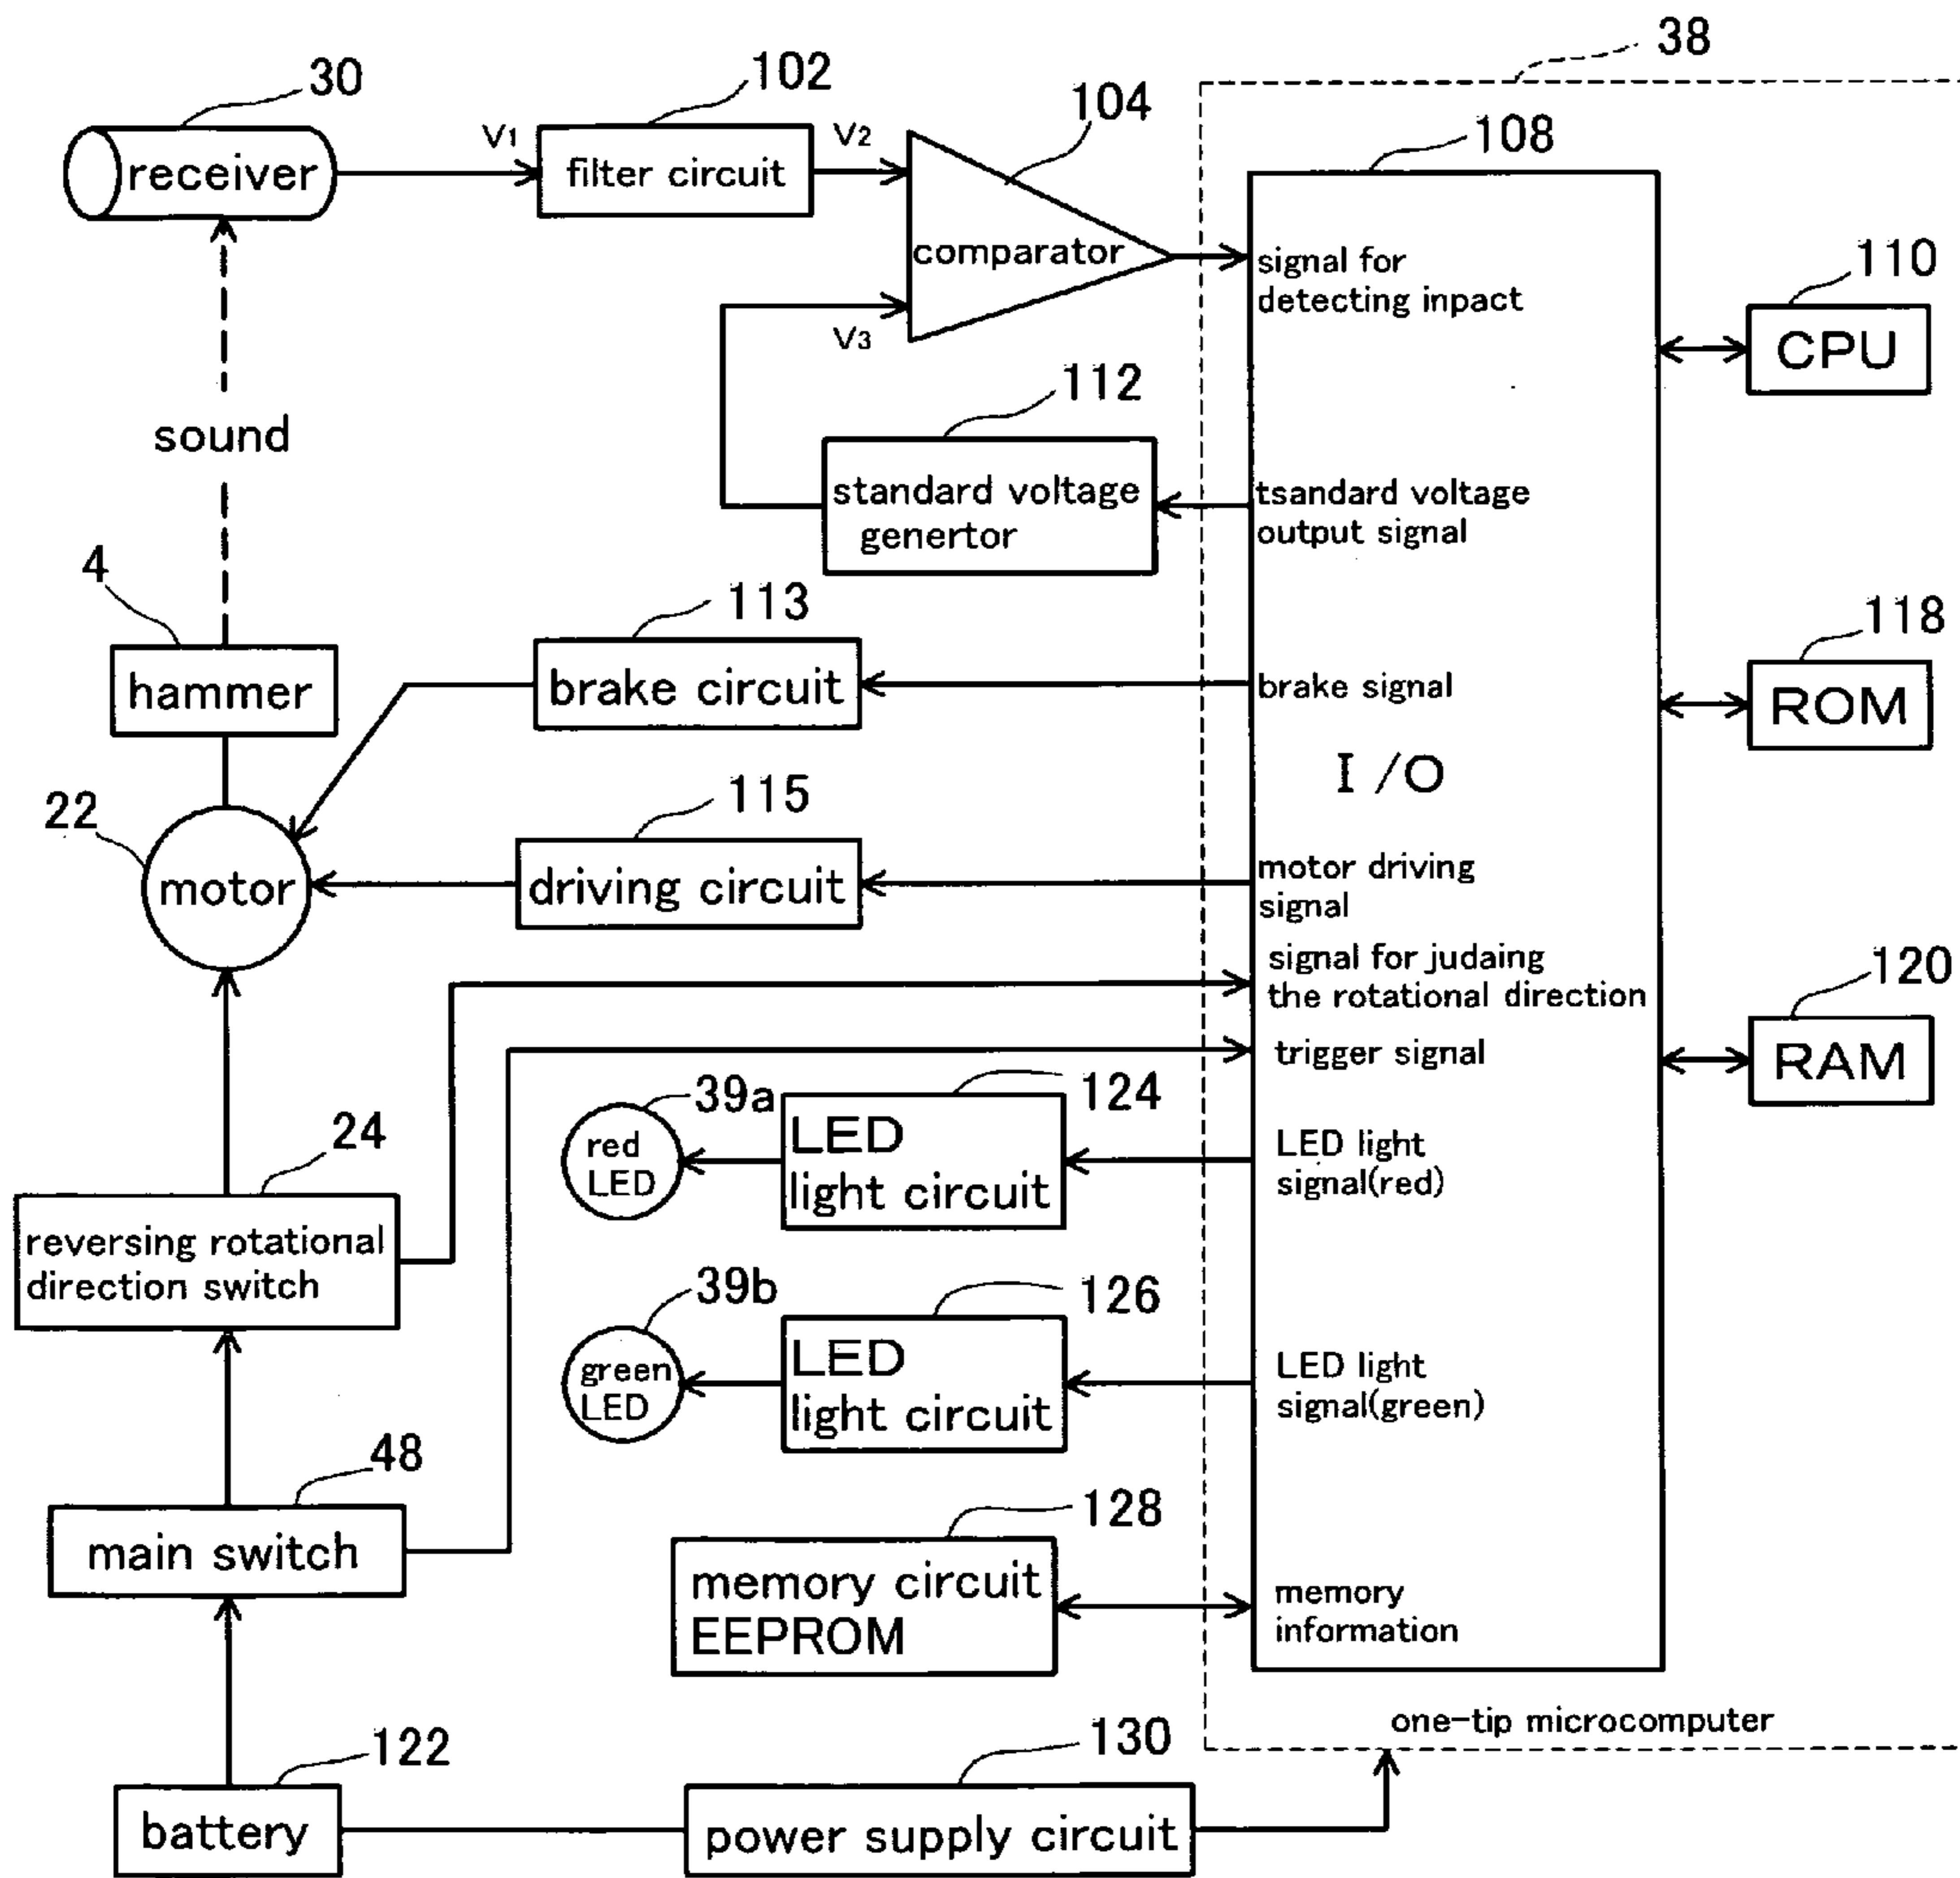 38
30
102
104
108
V1
V2
receiver
filter circuit
comparator
signal for
detecting inpact
110
CPU
V3
112
sound
standard voltage
genertor
tsandard voltage
output signal
4
113
118
hammer
brake circuit
brake signal
ROM
I/O
22
115
motor
driving circuit
motor driving
signal
signal for judaing
the rotational direction
120
trigger signal
RAM
39a
124
24
red
LED
LED
light circuit
LED light
signal(red)
reversing rotational
direction switch
39b
126
green
LED
LED
light circuit
LED light
signal(green)
48
128
main switch
memory circuit
EEPROM
memory
information
one-tip microcomputer
122
130
battery
power supply circuit